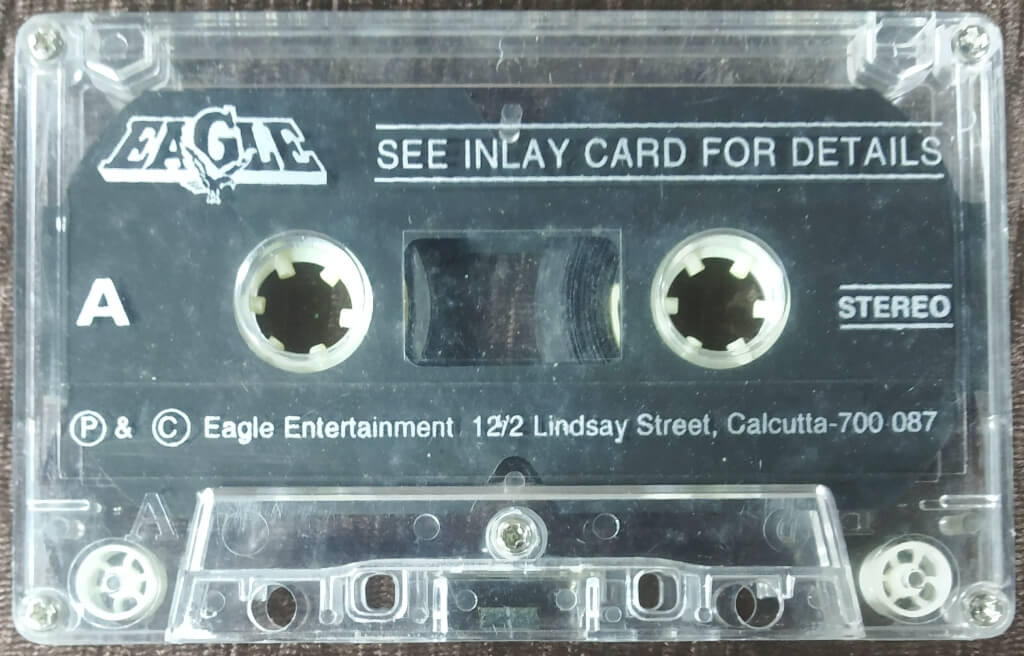 EAGLE
SEE INLAY CARD FOR DETAILS
A
STEREO
Ⓟ & © Eagle Entertainment 12/2 Lindsay Street, Calcutta-700 087
A